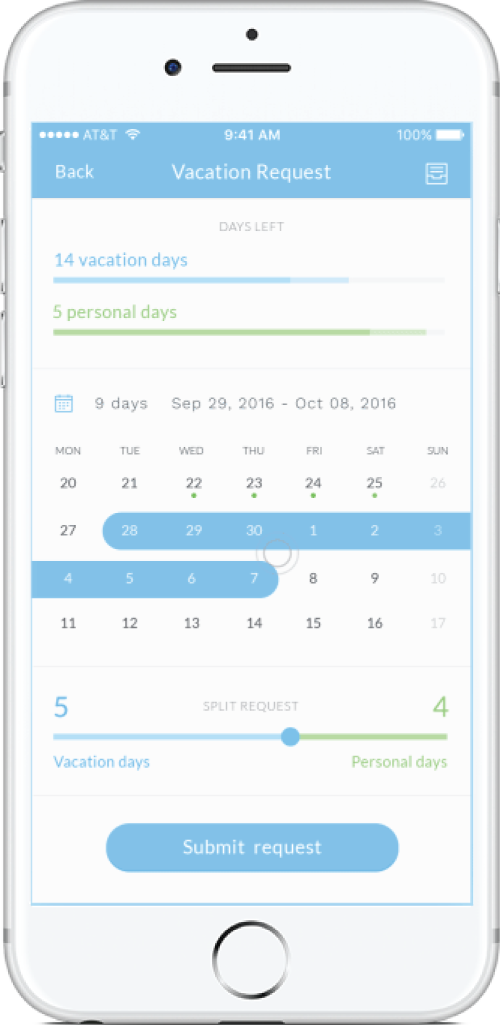 AT&T 9:41 AM 100%
Back Vacation Request
DAYS LEFT
14 vacation days
5 personal days
9 days Sep 29, 2016 - Oct 08, 2016
MON TUE WED THU FRI SAT SUN
20 21 22 23 24 25 26
27 28 29 30 1 2 3
4 5 6 7 8 9 10
11 12 13 14 15 16 17
5 SPLIT REQUEST 4
Vacation days Personal days
Submit request